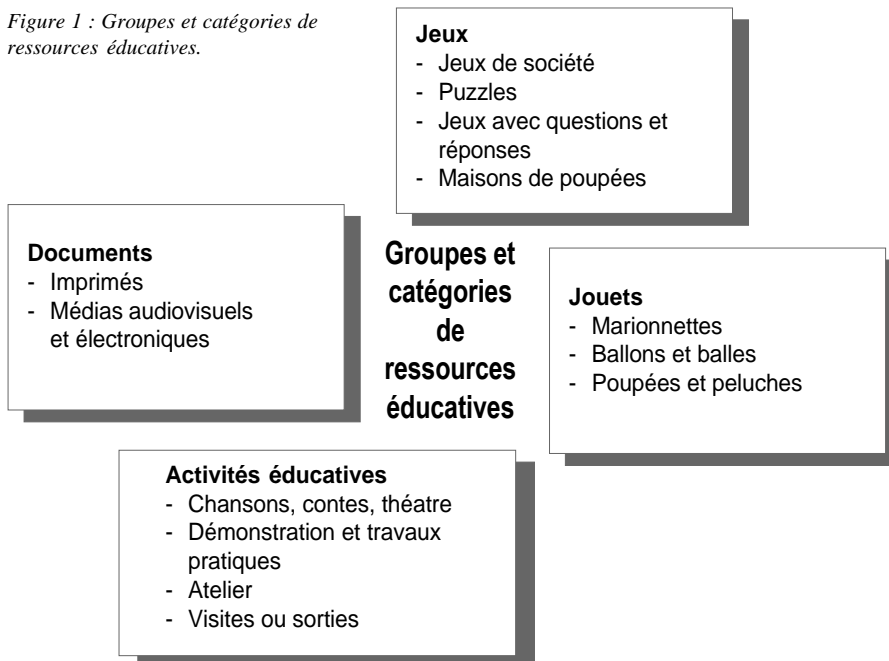 Figure 1 : Groupes et catégories de
ressources éducatives.
Jeux
- Jeux de société
- Puzzles
- Jeux avec questions et
réponses
- Maisons de poupées
Documents
- Imprimés
- Médias audiovisuels
et électroniques
Groupes et
catégories
de
ressources
éducatives
Jouets
- Marionnettes
- Ballons et balles
- Poupées et peluches
Activités éducatives
- Chansons, contes, théatre
- Démonstration et travaux
pratiques
- Atelier
- Visites ou sorties